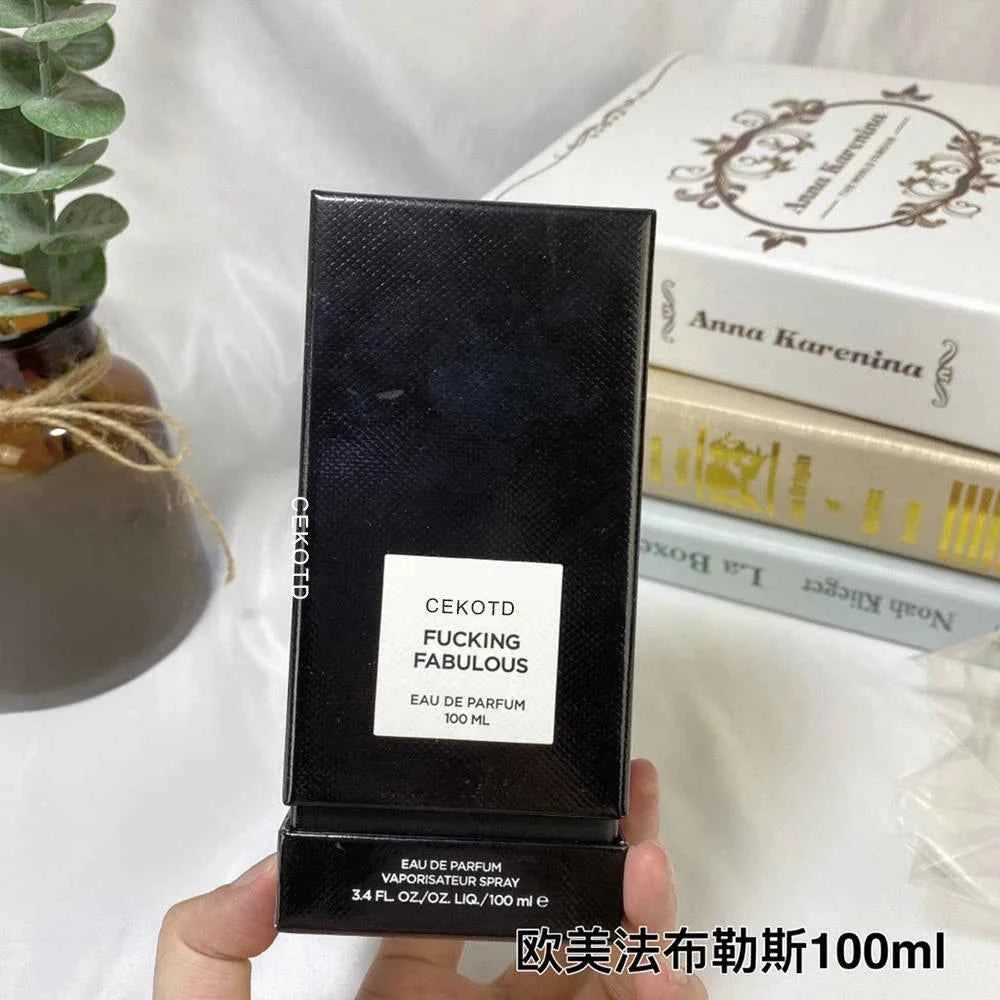 Anna Karenina
Anna Karenina
La Boxe
Noah Klieger
CEKOTD
CEKOTD
FUCKING
FABULOUS
EAU DE PARFUM
100 ML
EAU DE PARFUM
VAPORISATEUR SPRAY
3.4 FL. OZ./OZ. LIQ./100 ml ℮
欧美法布勒斯100ml